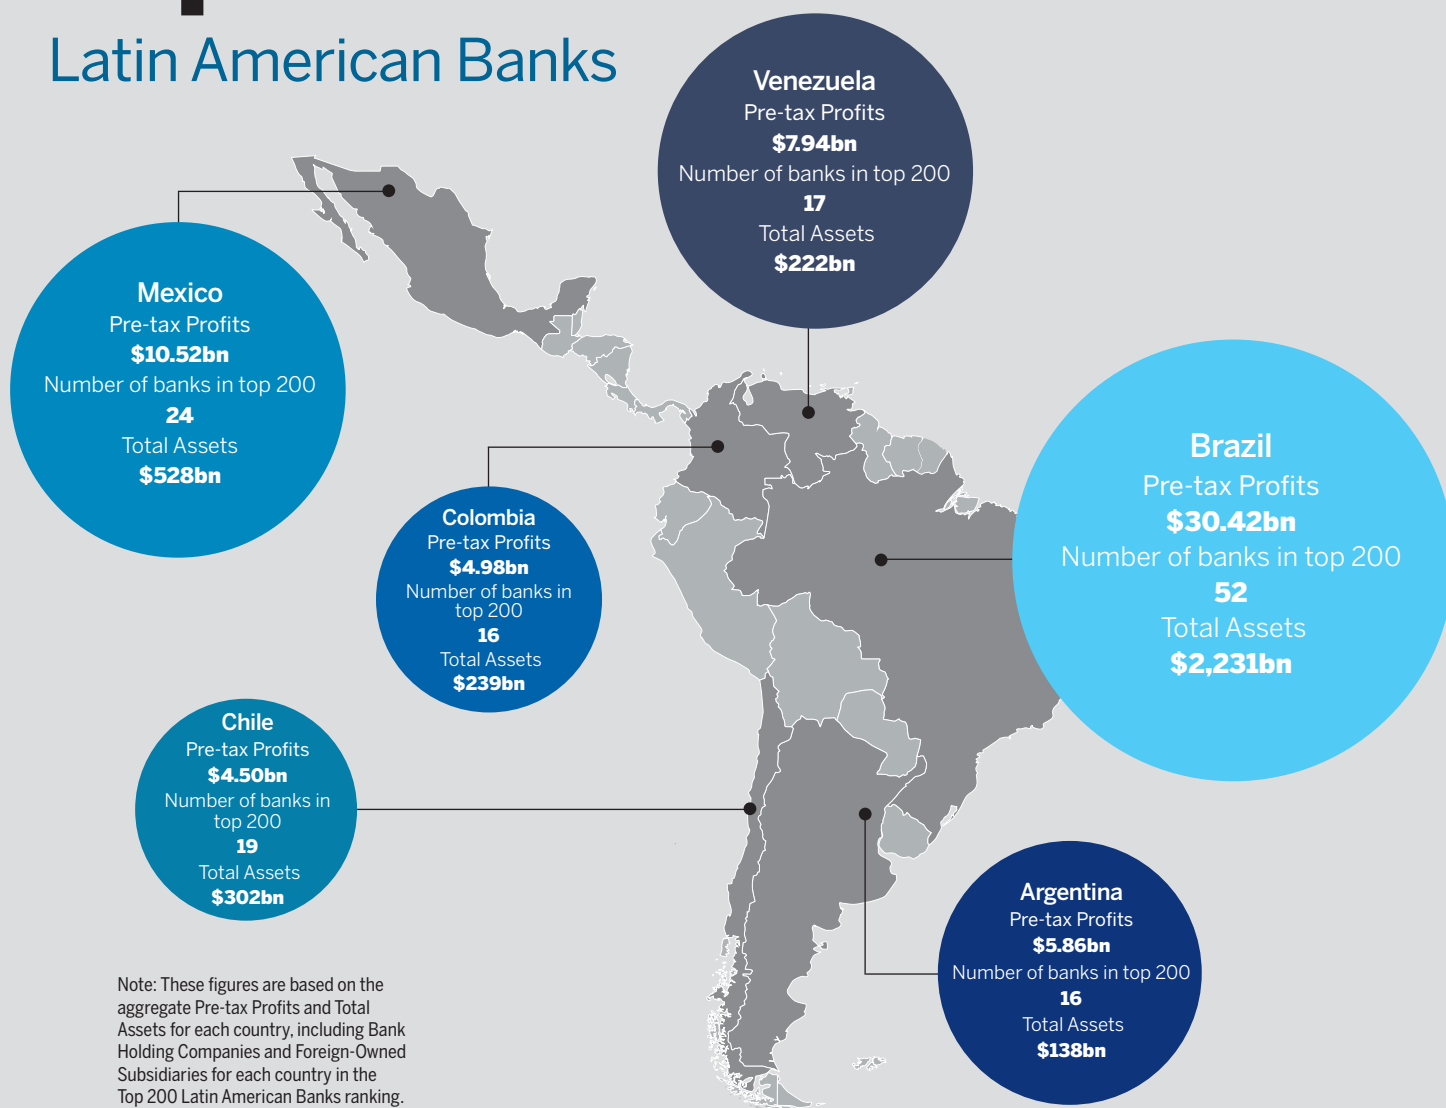 Latin American Banks
Venezuela
Pre-tax Profits
$7.94bn
Number of banks in top 200
17
Total Assets
$222bn
Mexico
Pre-tax Profits
$10.52bn
Number of banks in top 200
24
Total Assets
$528bn
Brazil
Pre-tax Profits
$30.42bn
Number of banks in top 200
52
Total Assets
$2,231bn
Colombia
Pre-tax Profits
$4.98bn
Number of banks in
top 200
16
Total Assets
$239bn
Chile
Pre-tax Profits
$4.50bn
Number of banks in
top 200
19
Total Assets
$302bn
Argentina
Pre-tax Profits
$5.86bn
Number of banks in top 200
16
Total Assets
$138bn
Note: These figures are based on the
aggregate Pre-tax Profits and Total
Assets for each country, including Bank
Holding Companies and Foreign-Owned
Subsidiaries for each country in the
Top 200 Latin American Banks ranking.